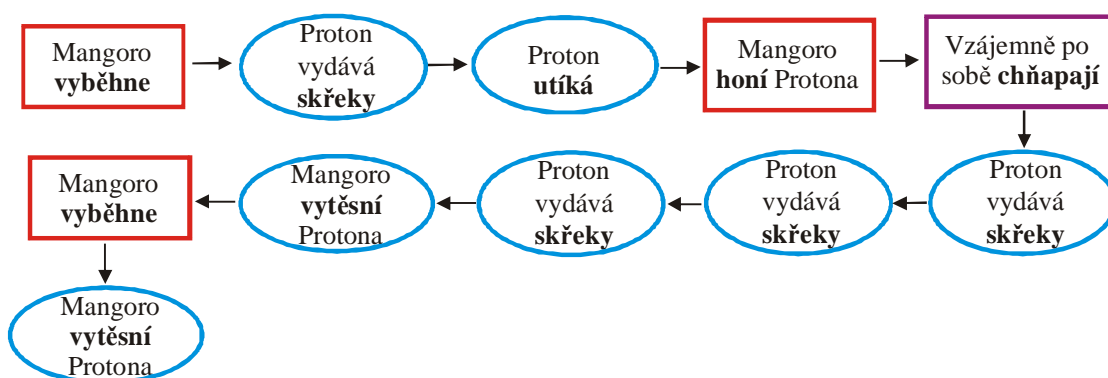 Mangoro
vyběhne
Proton
vydává
skřeky
Proton
utíká
Mangoro
honí Protona
Vzájemně po
sobě chňapají
Proton
vydává
skřeky
Proton
vydává
skřeky
Proton
vydává
skřeky
Mangoro
vytěsní
Protona
Mangoro
vyběhne
Mangoro
vytěsní
Protona